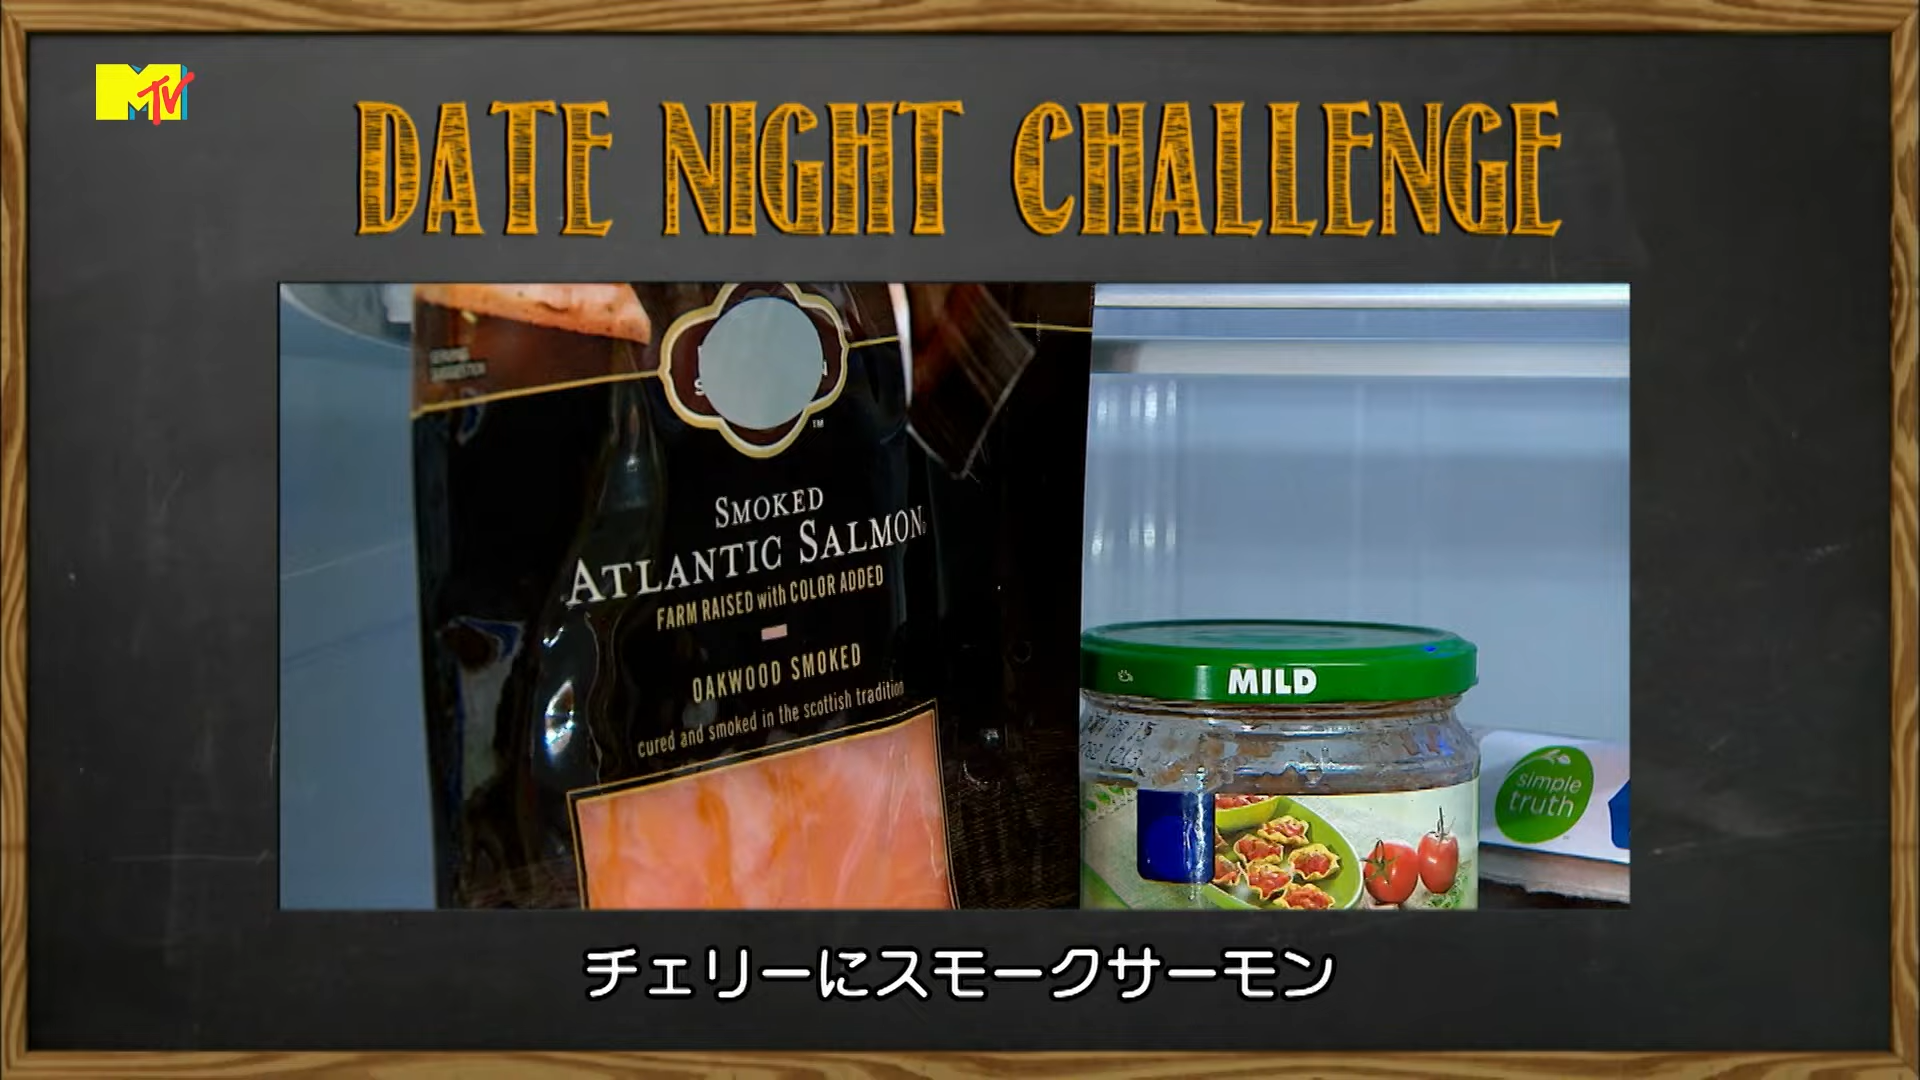 MTV
DATE NIGHT CHALLENGE
TM
SMOKED
ATLANTIC SALMON
FARM RAISED with COLOR ADDED
OAKWOOD SMOKED
cured and smoked in the scottish tradition
MILD
simple
truth
チェリーにスモークサーモン